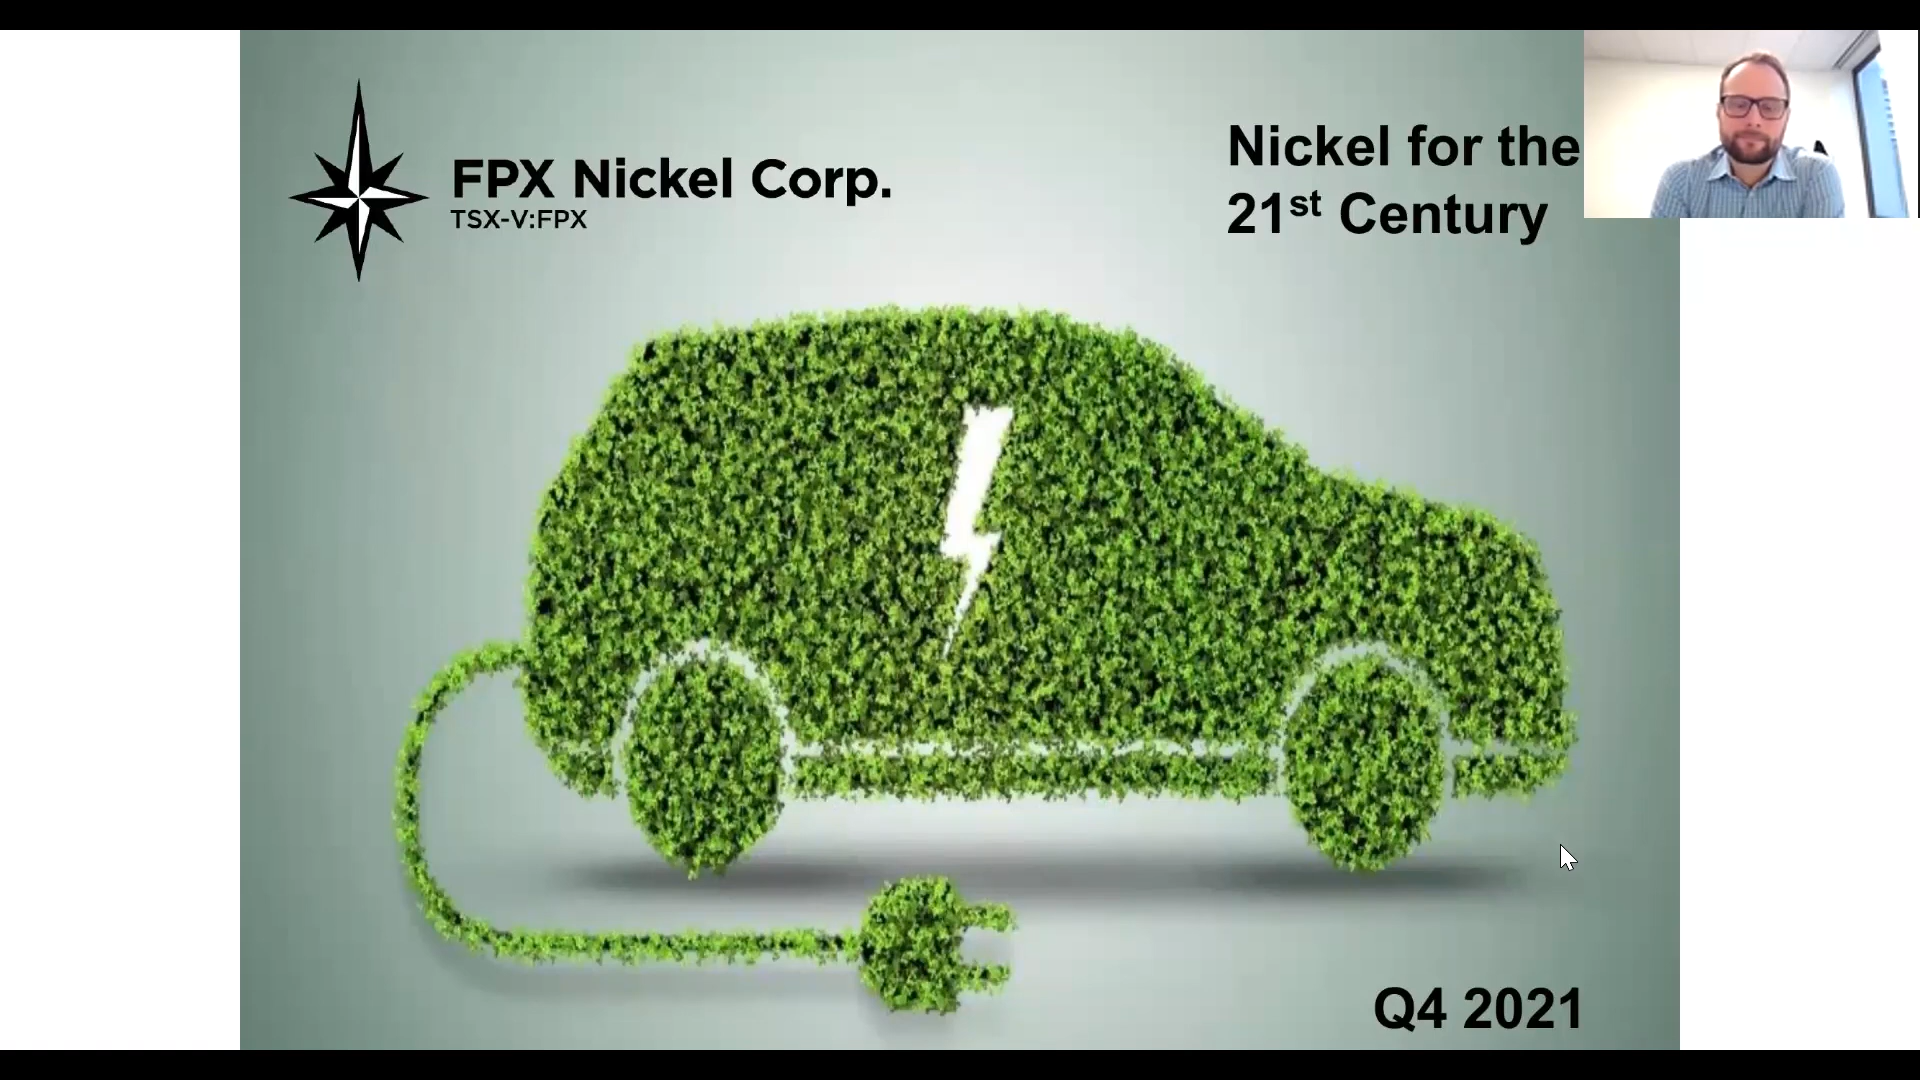 FPX Nickel Corp.
TSX-V:FPX
Nickel for the
21st Century
Q4 2021